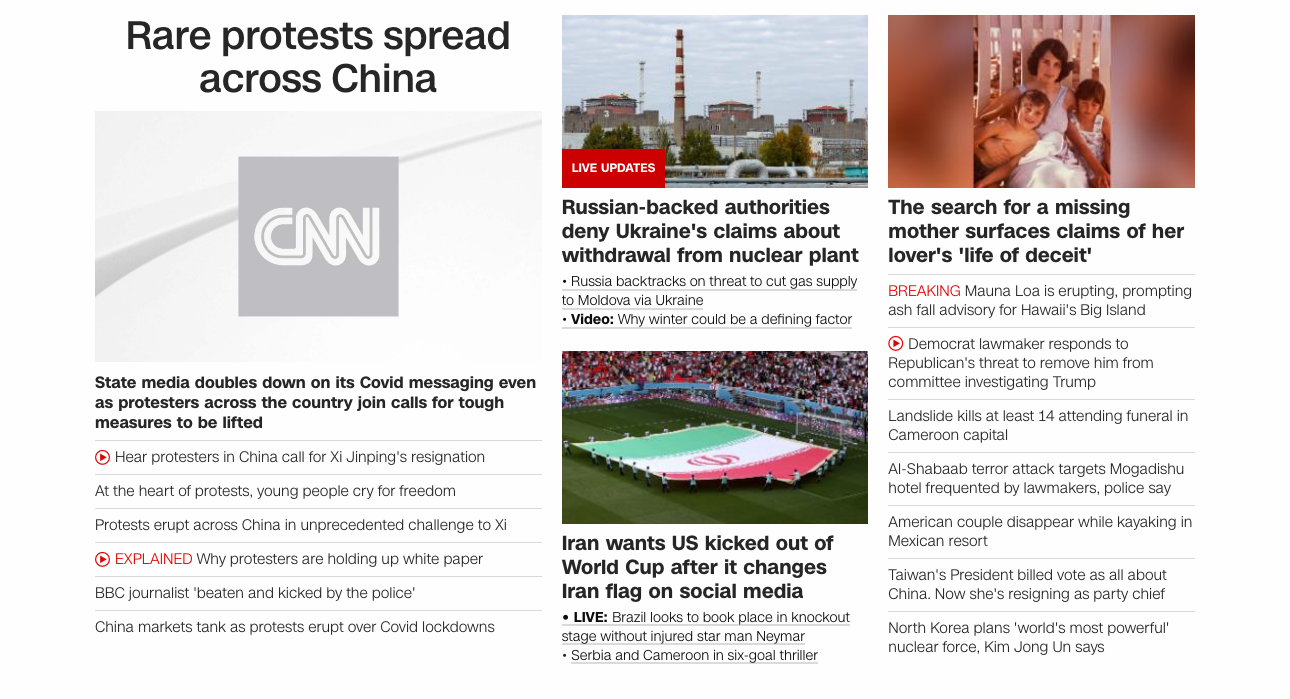 Rare protests spread
across China
CNN
State media doubles down on its Covid messaging even
as protesters across the country join calls for tough
measures to be lifted
Hear protesters in China call for Xi Jinping's resignation
At the heart of protests, young people cry for freedom
Protests erupt across China in unprecedented challenge to Xi
EXPLAINED Why protesters are holding up white paper
BBC journalist 'beaten and kicked by the police'
China markets tank as protests erupt over Covid lockdowns
LIVE UPDATES
Russian-backed authorities
deny Ukraine's claims about
withdrawal from nuclear plant
• Russia backtracks on threat to cut gas supply
to Moldova via Ukraine
• Video: Why winter could be a defining factor
Iran wants US kicked out of
World Cup after it changes
Iran flag on social media
• LIVE: Brazil looks to book place in knockout
stage without injured star man Neymar
• Serbia and Cameroon in six-goal thriller
The search for a missing
mother surfaces claims of her
lover's 'life of deceit'
BREAKING Mauna Loa is erupting, prompting
ash fall advisory for Hawaii's Big Island
Democrat lawmaker responds to
Republican's threat to remove him from
committee investigating Trump
Landslide kills at least 14 attending funeral in
Cameroon capital
Al-Shabaab terror attack targets Mogadishu
hotel frequented by lawmakers, police say
American couple disappear while kayaking in
Mexican resort
Taiwan's President billed vote as all about
China. Now she's resigning as party chief
North Korea plans 'world's most powerful'
nuclear force, Kim Jong Un says